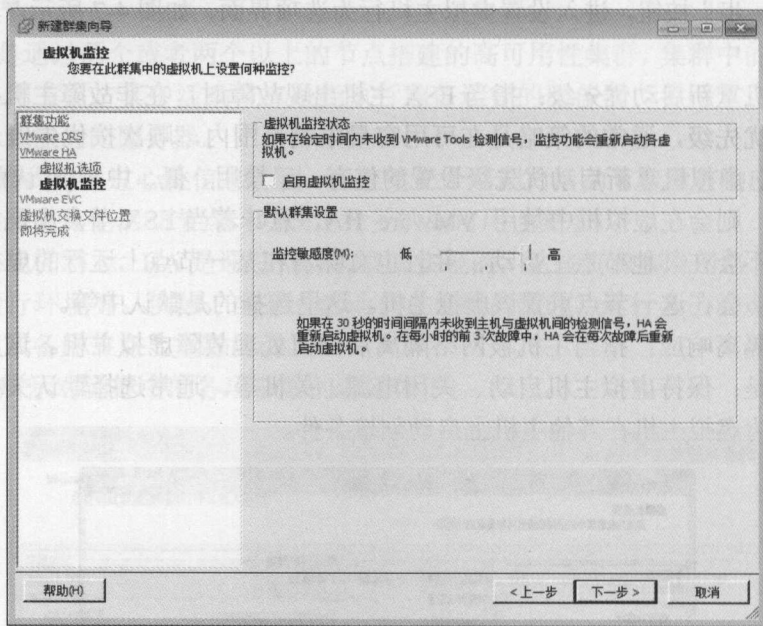 新建群集向导
虚拟机监控
您要在此群集中的虚拟机上设置何种监控?
群集功能
VMware DRS
VMware HA
虚拟机选项
虚拟机监控
VMware EVC
虚拟机交换文件位置
即将完成
虚拟机监控状态
如果在给定时间内未收到 VMware Tools 检测信号，监控功能会重新启动各虚
拟机。
启用虚拟机监控
默认群集设置
监控敏感度(M):
低
高
如果在 30 秒的时间间隔内未收到主机与虚拟机间的检测信号，HA 会
重新启动虚拟机。在每小时的前 3次故障中，HA 会在每次故障后重新
启动虚拟机。
帮助(H)
<上一步
下一步 >
取消